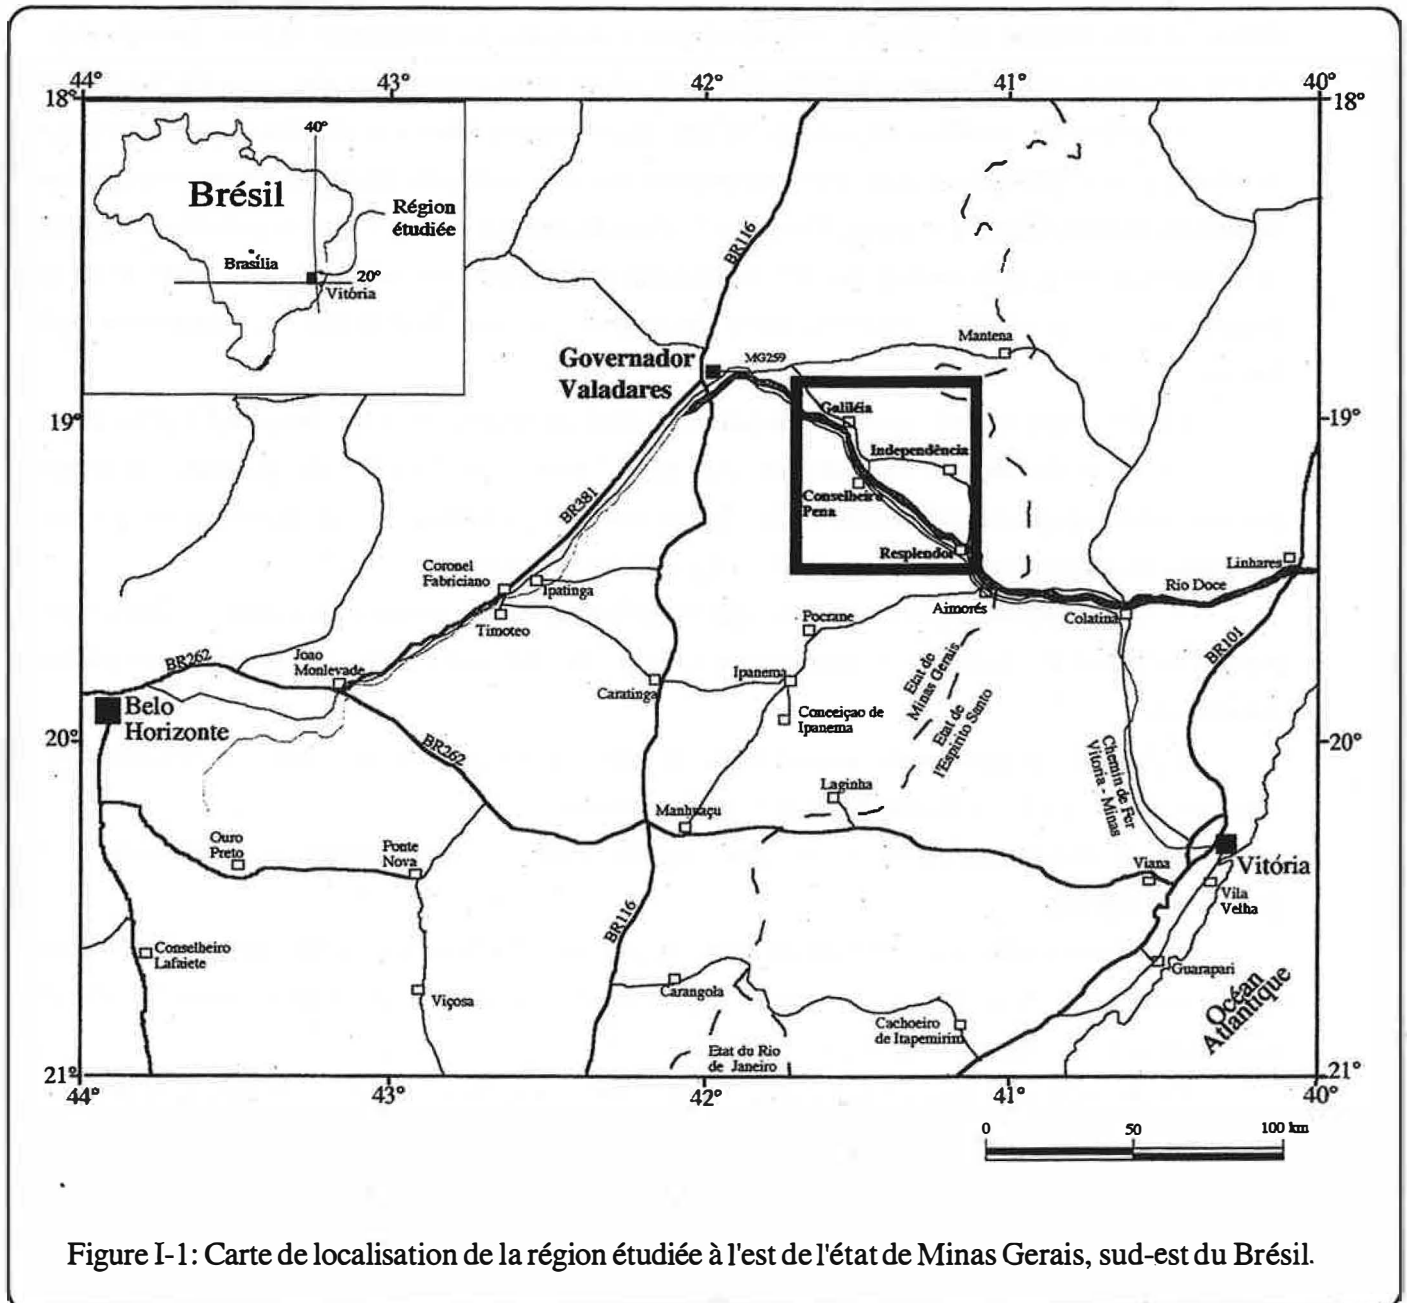 44°
43°
42°
41°
40°
18°
18°
40°
Brésil
Région
étudiée
Brasília
20°
Vitória
BR116
Mantena
Governador
Valadares
MG259
19°
19°
Galiléia
Independência
Conselheiro
Pena
BR381
Resplendor
Linhares
Coronel
Fabriciano
Ipatinga
Rio Doce
Aimorés
Timoteo
Pocrane
Colatina
BR262
Joao
Monlevade
BR101
Caratinga
Ipanema
Etat de
Minas Gerais
Etat de
l'Espirito Santo
Belo
Horizonte
Conceiçao de
Ipanema
20°
20°
BR262
Chemin de Fer
Vitoria - Minas
Laginha
Manhuaçu
Ouro
Preto
Ponte
Nova
Viana
Vitória
Vila
Velha
BR116
Conselheiro
Lafaiete
Guarapari
Viçosa
Carangola
Océan
Atlantique
Cachoeiro
de Itapemirim
Etat du Rio
de Janeiro
21°
21°
44°
43°
42°
41°
40°
0
50
100 km
Figure I-1: Carte de localisation de la région étudiée à l'est de l'état de Minas Gerais, sud-est du Brésil.